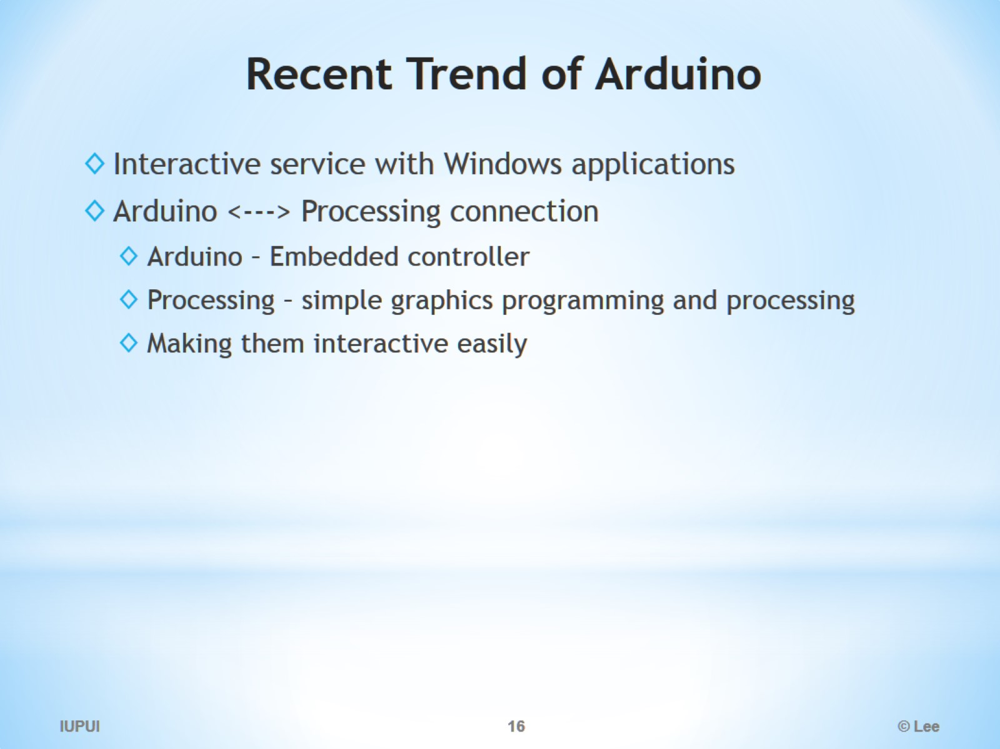 Recent Trend of Arduino
Interactive service with Windows applications
Arduino <---> Processing connection
Arduino – Embedded controller
Processing – simple graphics programming and processing
Making them interactive easily
IUPUI
16
© Lee